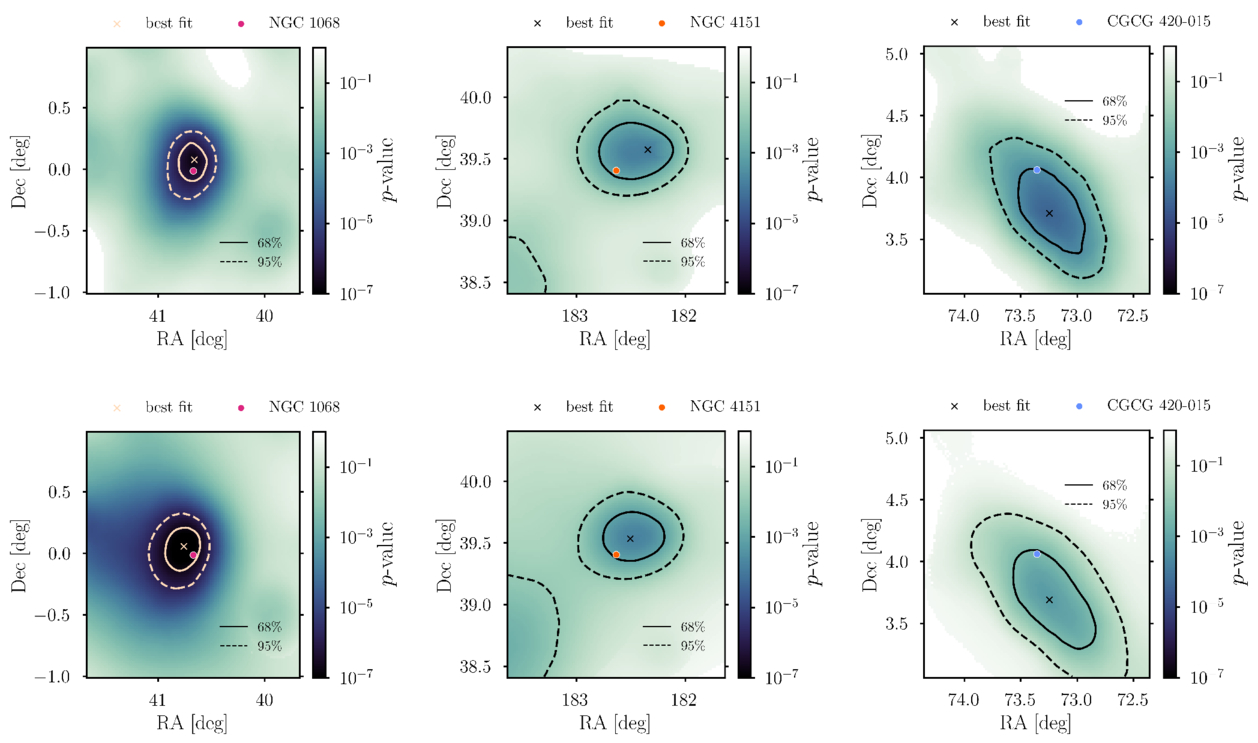 × best fit ● NGC 1068
Dec [deg]
0.5
0.0
−0.5
−1.0
68%
95%
41 40
RA [deg]
10⁻¹
10⁻³
10⁻⁵
10⁻⁷
p-value
× best fit ● NGC 4151
Dec [deg]
40.0
39.5
39.0
38.5
68%
95%
183 182
RA [deg]
10⁻¹
10⁻³
10⁻⁵
10⁻⁷
p-value
× best fit ● CGCG 420-015
Dec [deg]
5.0
4.5
4.0
3.5
68%
95%
74.0 73.5 73.0 72.5
RA [deg]
10⁻¹
10⁻³
10⁻⁵
10⁻⁷
p-value
× best fit ● NGC 1068
Dec [deg]
0.5
0.0
−0.5
−1.0
68%
95%
41 40
RA [deg]
10⁻¹
10⁻³
10⁻⁵
10⁻⁷
p-value
× best fit ● NGC 4151
Dec [deg]
40.0
39.5
39.0
38.5
68%
95%
183 182
RA [deg]
10⁻¹
10⁻³
10⁻⁵
10⁻⁷
p-value
× best fit ● CGCG 420-015
Dec [deg]
5.0
4.5
4.0
3.5
68%
95%
74.0 73.5 73.0 72.5
RA [deg]
10⁻¹
10⁻³
10⁻⁵
10⁻⁷
p-value